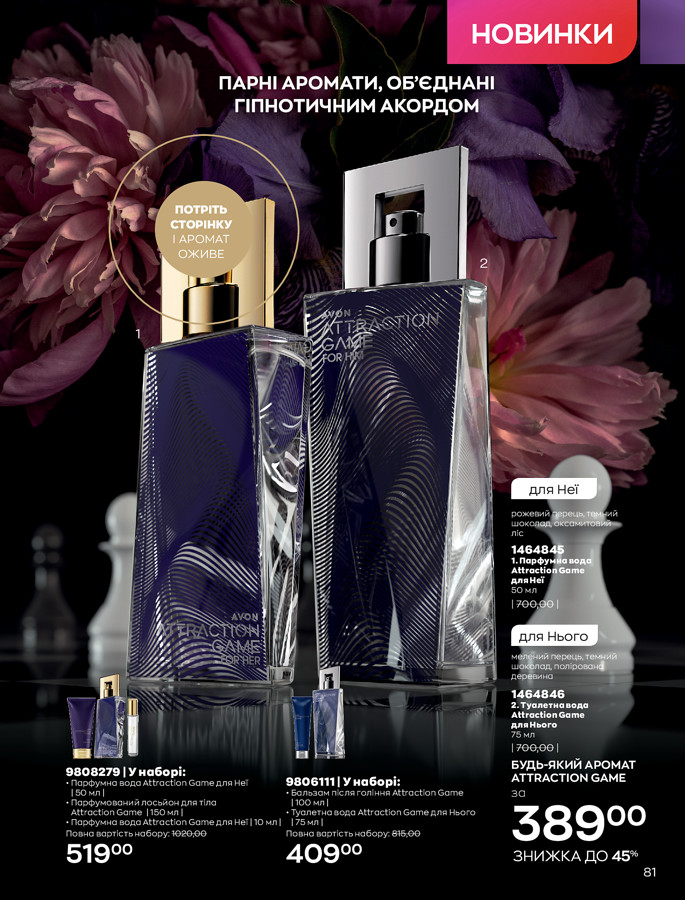 НОВИНКИ
ПАРНІ АРОМАТИ, ОБ’ЄДНАНІ
ГІПНОТИЧНИМ АКОРДОМ
ПОТРІТЬ
СТОРІНКУ
І АРОМАТ
ОЖИВЕ
1
2
AVON
ATTRACTION
GAME
FOR HIM
AVON
ATTRACTION
GAME
FOR HER
для Неї
рожевий перець, темний
шоколад, оксамитовий
ліс
1464845
1. Парфумна вода
Attraction Game
для Неї
50 мл
| 700,00 |
для Нього
мелений перець, темний
шоколад, полірована
деревина
1464846
2. Туалетна вода
Attraction Game
для Нього
75 мл
| 700,00 |
БУДЬ-ЯКИЙ АРОМАТ
ATTRACTION GAME
за
389⁰⁰
ЗНИЖКА ДО 45%
9808279 | У наборі:
• Парфумна вода Attraction Game для Неї
| 50 мл |
• Парфумований лосьйон для тіла
Attraction Game | 150 мл |
• Парфумна вода Attraction Game для Неї | 10 мл |
Повна вартість набору: 1020,00
519⁰⁰
9806111 | У наборі:
• Бальзам після гоління Attraction Game
| 100 мл |
• Туалетна вода Attraction Game для Нього
| 75 мл |
Повна вартість набору: 815,00
409⁰⁰
81